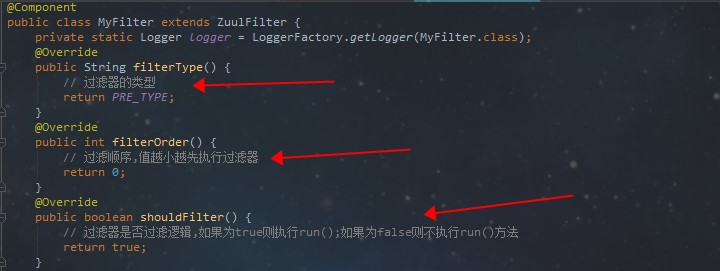 @Component
public class MyFilter extends ZuulFilter {
private static Logger logger = LoggerFactory.getLogger(MyFilter.class);
@Override
public String filterType() {
// 过滤器的类型
return PRE_TYPE;
}
@Override
public int filterOrder() {
// 过滤顺序,值越小越先执行过滤器
return 0;
}
@Override
public boolean shouldFilter() {
// 过滤器是否过滤逻辑,如果为true则执行run();如果为false则不执行run()方法
return true;
}